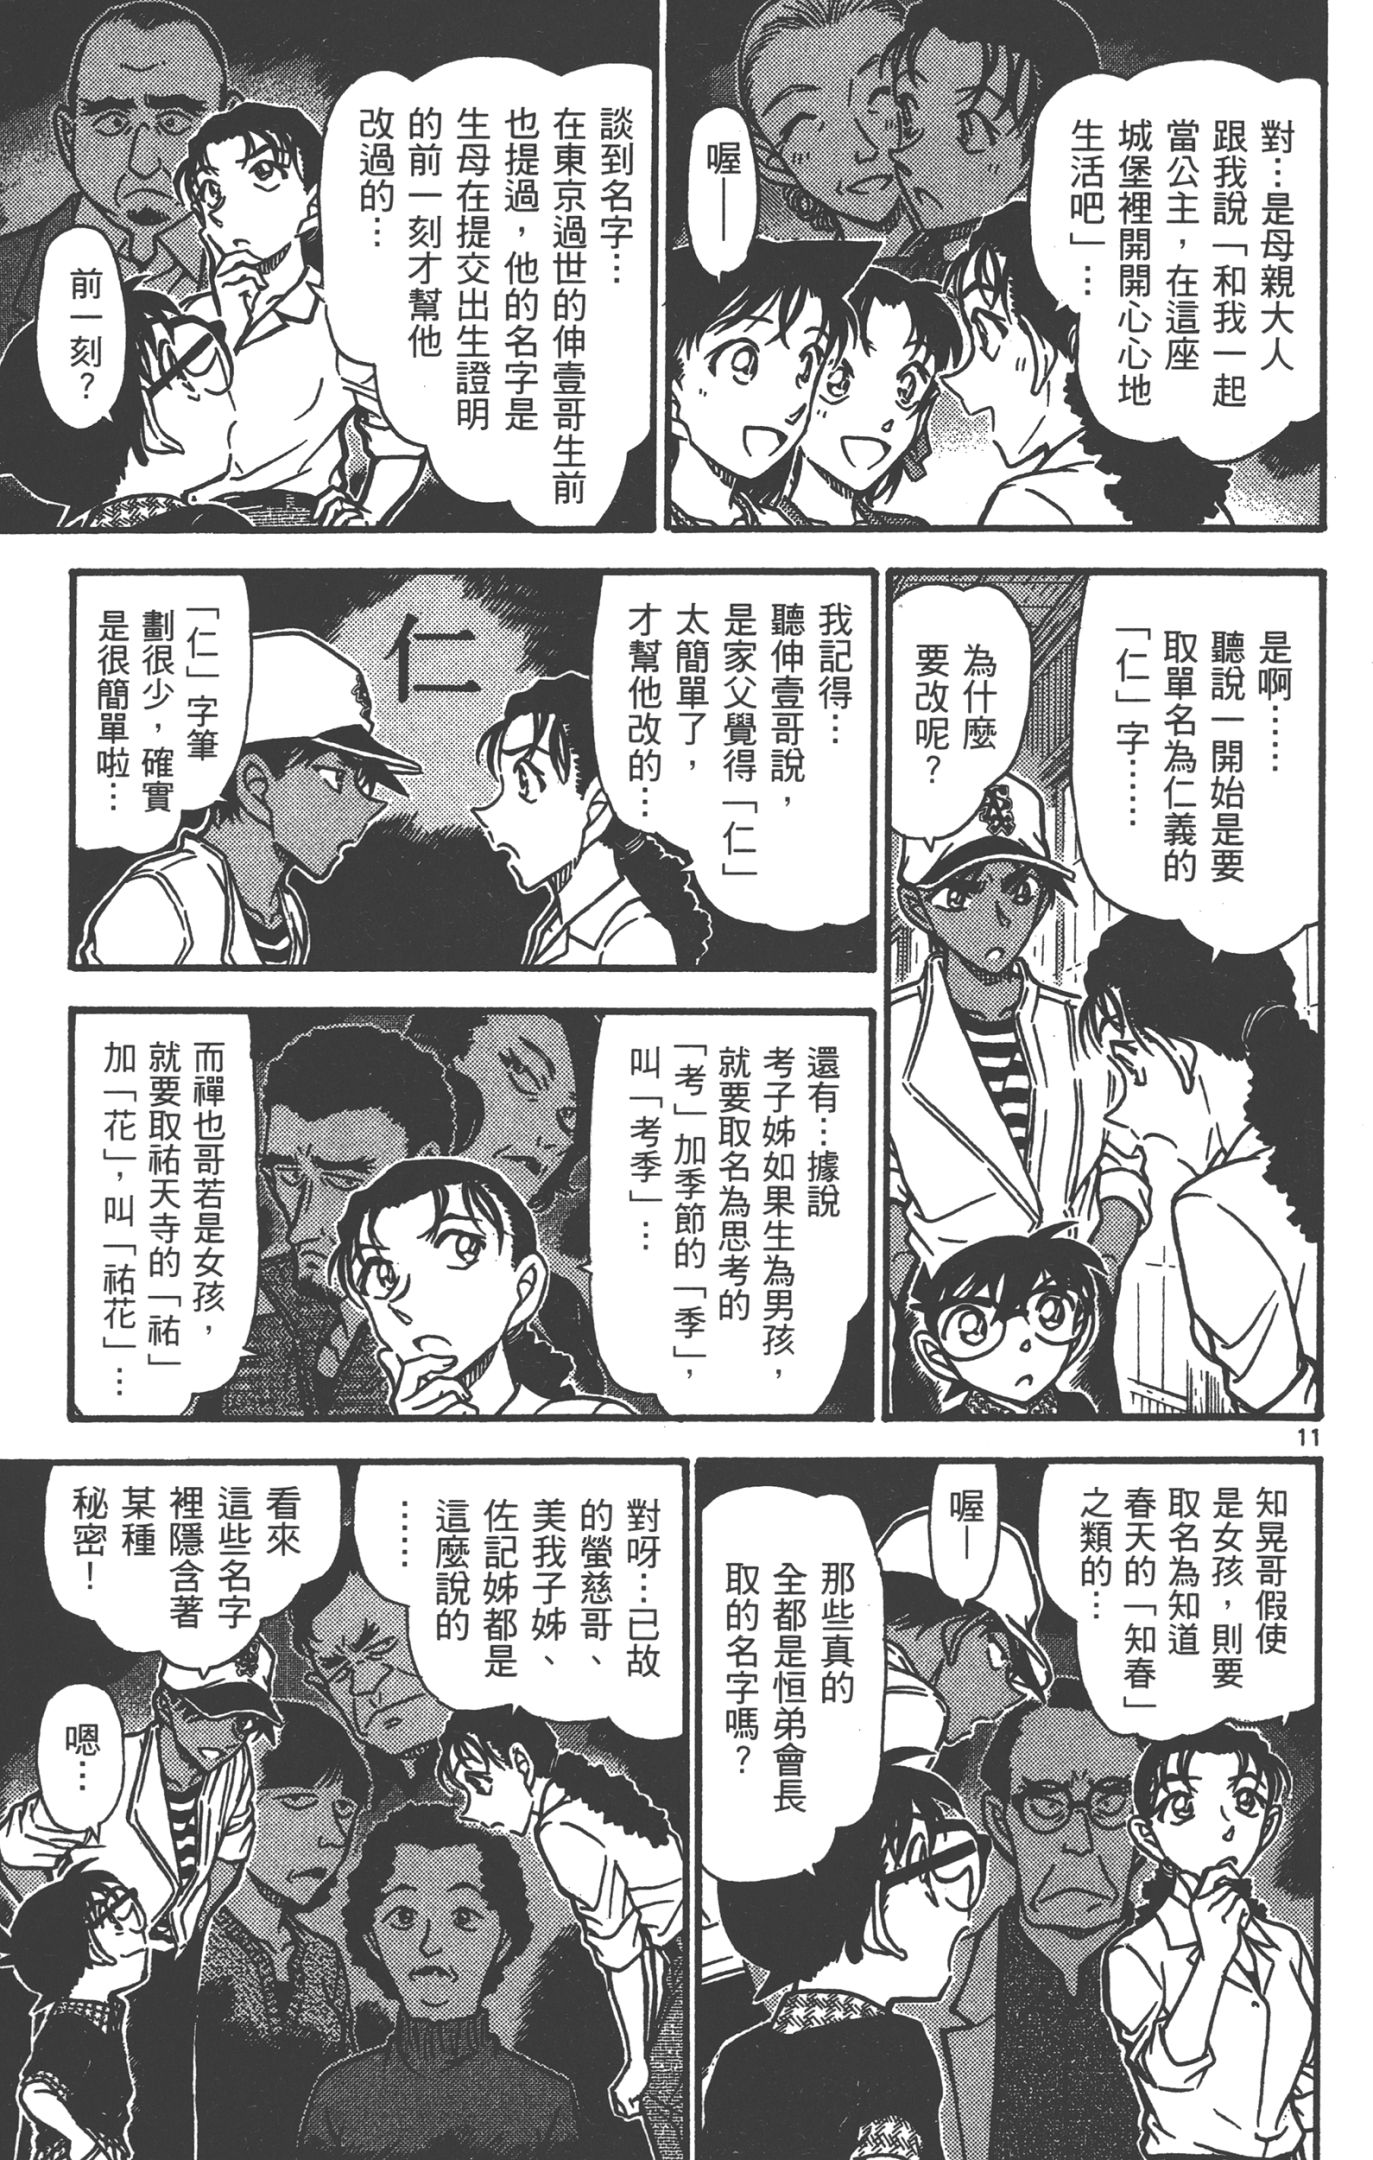 對…是母親大人
跟我說「和我一起
當公主，在這座
城堡裡開開心心地
生活吧」…
喔——
談到名字…
在東京過世的伸壹哥生前
也提過，他的名字是
生母在提交出生證明
的前一刻才幫他
改過的…
前一刻？
是啊……
聽說一開始是要
取單名為仁義的
「仁」字……
為什麼
要改呢？
我記得…
聽伸壹哥說，
是家父覺得「仁」
太簡單了，
才幫他改的…
仁
「仁」字筆
劃很少，確實
是很簡單啦…
還有…據說
考子姊如果生為男孩，
就要取名為思考的
「考」加季節的「季」，
叫「考季」…
而禪也哥若是女孩，
就要取祐天寺的「祐」
加「花」，叫「祐花」…
11
知晃哥假使
是女孩，則要
取名為知道
春天的「知春」
之類的…
喔—
那些真的
全都是恒弟會長
取的名字嗎？
對呀…已故
的螢慈哥、
美我子姊、
佐記姊都是
這麼說的
……
看來
這些名字
裡隱含著
某種
秘密！
嗯…